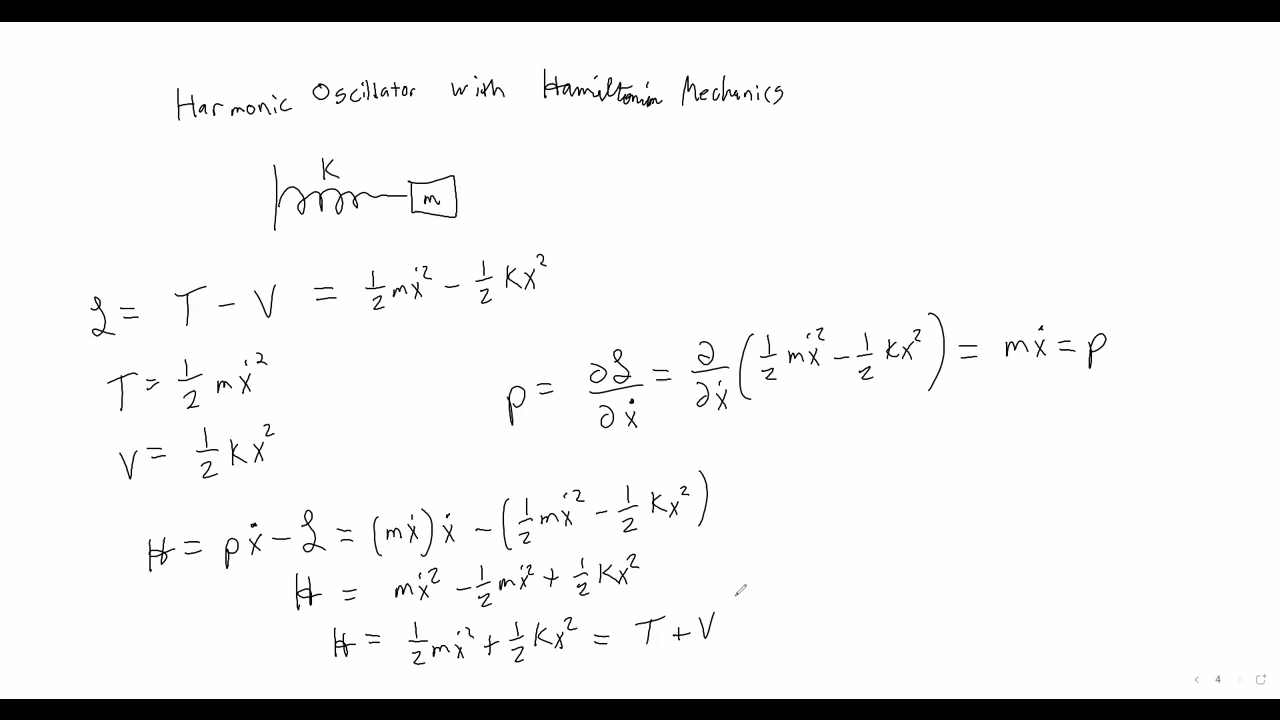 Harmonic Oscillator with Hamiltonian Mechanics
K
m
ℒ = T − V = ½mẋ² − ½Kx²
T = ½mẋ²
V = ½Kx²
p = ∂ℒ/∂ẋ = ∂/∂ẋ (½mẋ² − ½Kx²) = mẋ = p
H = pẋ − ℒ = (mẋ)ẋ − (½mẋ² − ½Kx²)
H = mẋ² − ½mẋ² + ½Kx²
H = ½mẋ² + ½Kx² = T + V
< 4 >